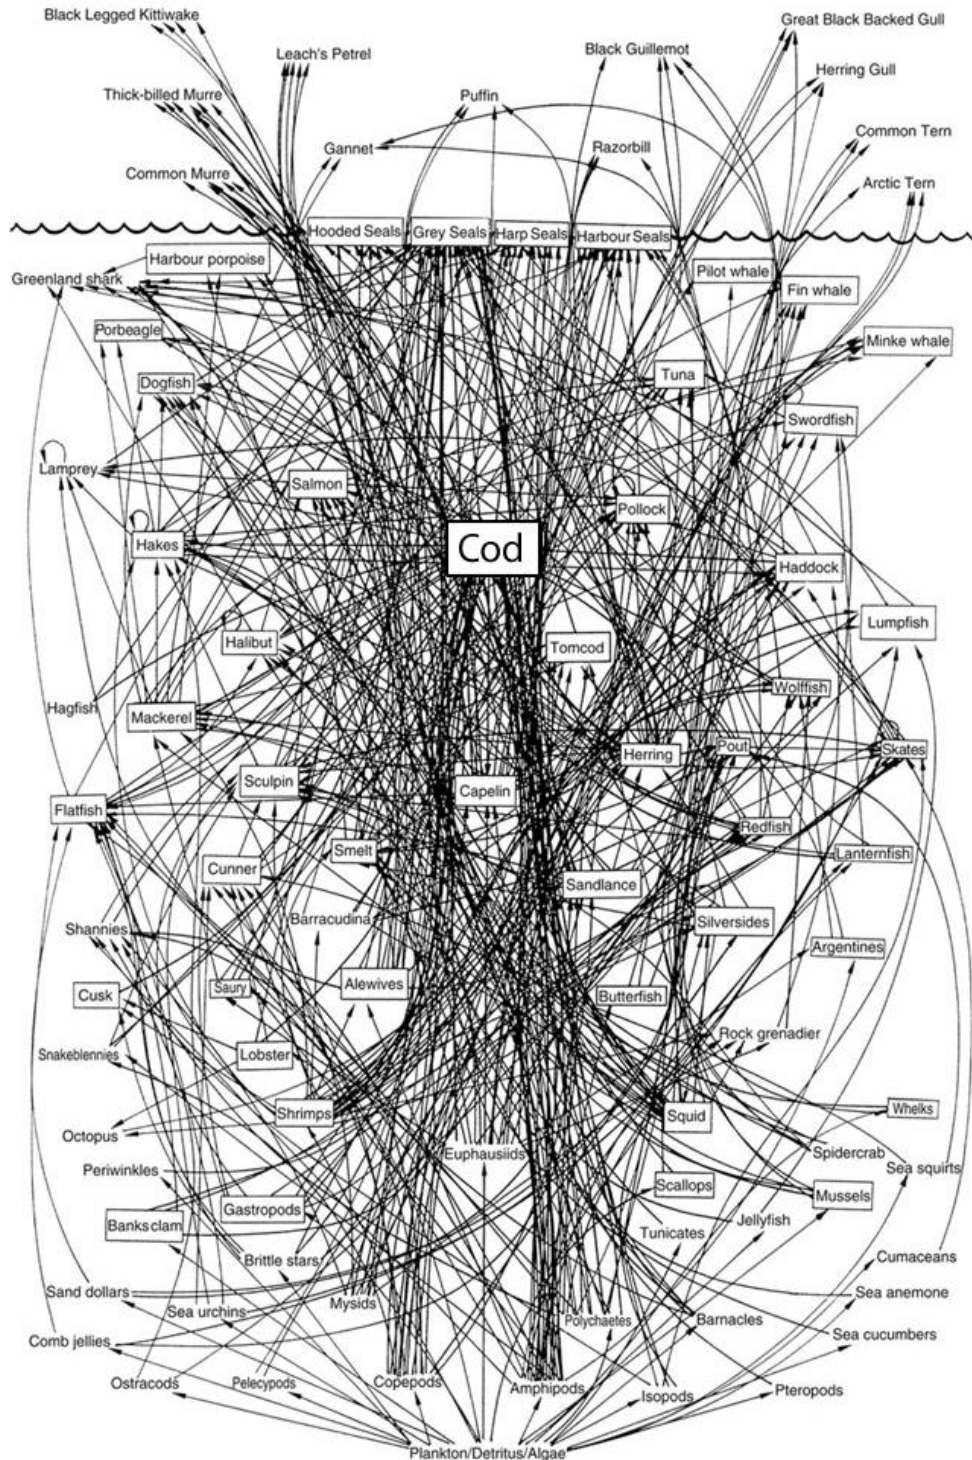 Black Legged Kittiwake
Great Black Backed Gull
Leach's Petrel
Black Guillemot
Herring Gull
Thick-billed Murre
Puffin
Common Tern
Gannet
Razorbill
Common Murre
Arctic Tern
Hooded Seals
Grey Seals
Harp Seals
Harbour Seals
Harbour porpoise
Pilot whale
Greenland shark
Fin whale
Porbeagle
Minke whale
Tuna
Dogfish
Swordfish
Lamprey
Salmon
Pollock
Hakes
Cod
Haddock
Lumpfish
Halibut
Tomcod
Wolffish
Hagfish
Mackerel
Herring
Pout
Skates
Sculpin
Capelin
Flatfish
Redfish
Smelt
Lanternfish
Cunner
Sandlance
Barracudina
Silversides
Shannies
Argentines
Saury
Alewives
Cusk
Butterfish
Rock grenadier
Snakeblennies
Lobster
Shrimps
Squid
Whelks
Octopus
Euphausiids
Spidercrab
Sea squirts
Periwinkles
Scallops
Mussels
Gastropods
Banksclam
Jellyfish
Tunicates
Brittle stars
Cumaceans
Sand dollars
Mysids
Sea anemone
Sea urchins
Polychaetes
Barnacles
Sea cucumbers
Comb jellies
Ostracods
Pelecypods
Copepods
Amphipods
Isopods
Pteropods
Plankton/Detritus/Algae